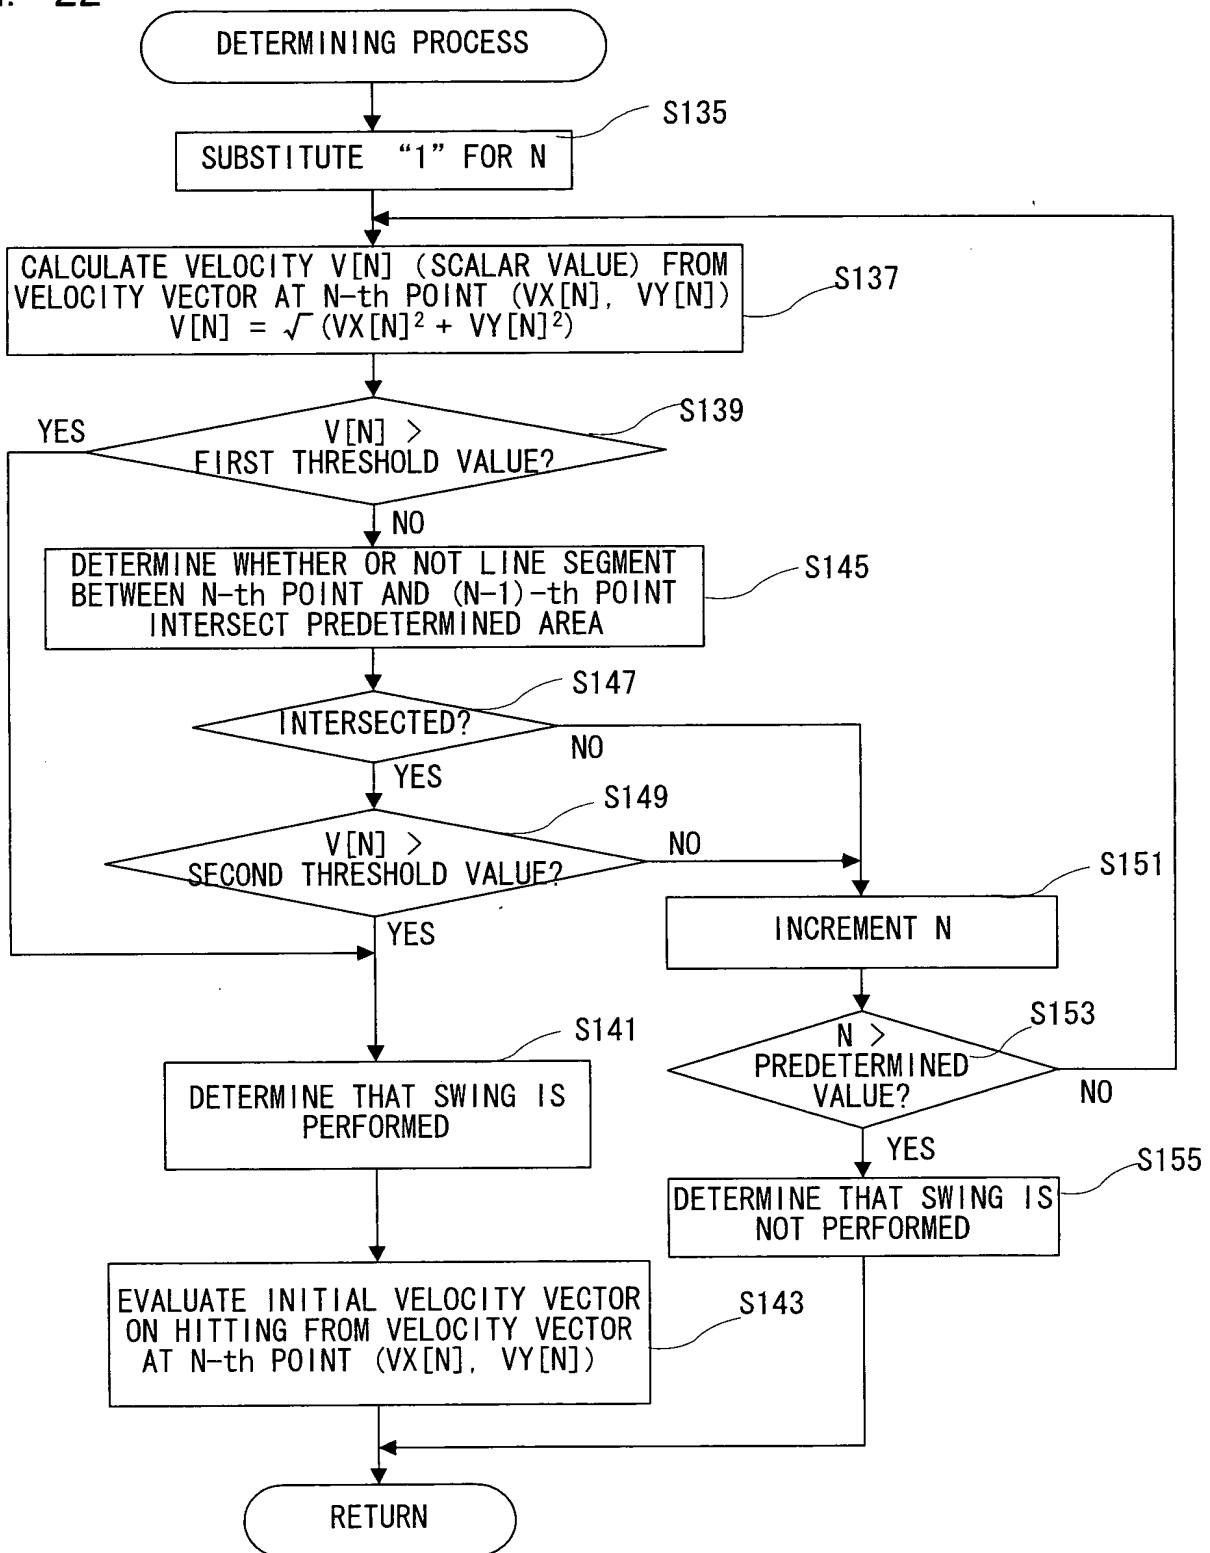 22
DETERMINING PROCESS
S135
SUBSTITUTE “1” FOR N
CALCULATE VELOCITY V[N] (SCALAR VALUE) FROM
VELOCITY VECTOR AT N-th POINT (VX[N], VY[N])
V[N] = √(VX[N]² + VY[N]²)
S137
S139
YES
V[N] >
FIRST THRESHOLD VALUE?
NO
DETERMINE WHETHER OR NOT LINE SEGMENT
BETWEEN N-th POINT AND (N-1)-th POINT
INTERSECT PREDETERMINED AREA
S145
S147
INTERSECTED?
NO
YES
S149
V[N] >
SECOND THRESHOLD VALUE?
NO
YES
S151
INCREMENT N
S153
N >
PREDETERMINED
VALUE?
NO
YES
S141
DETERMINE THAT SWING IS
PERFORMED
S155
DETERMINE THAT SWING IS
NOT PERFORMED
EVALUATE INITIAL VELOCITY VECTOR
ON HITTING FROM VELOCITY VECTOR
AT N-th POINT (VX[N], VY[N])
S143
RETURN